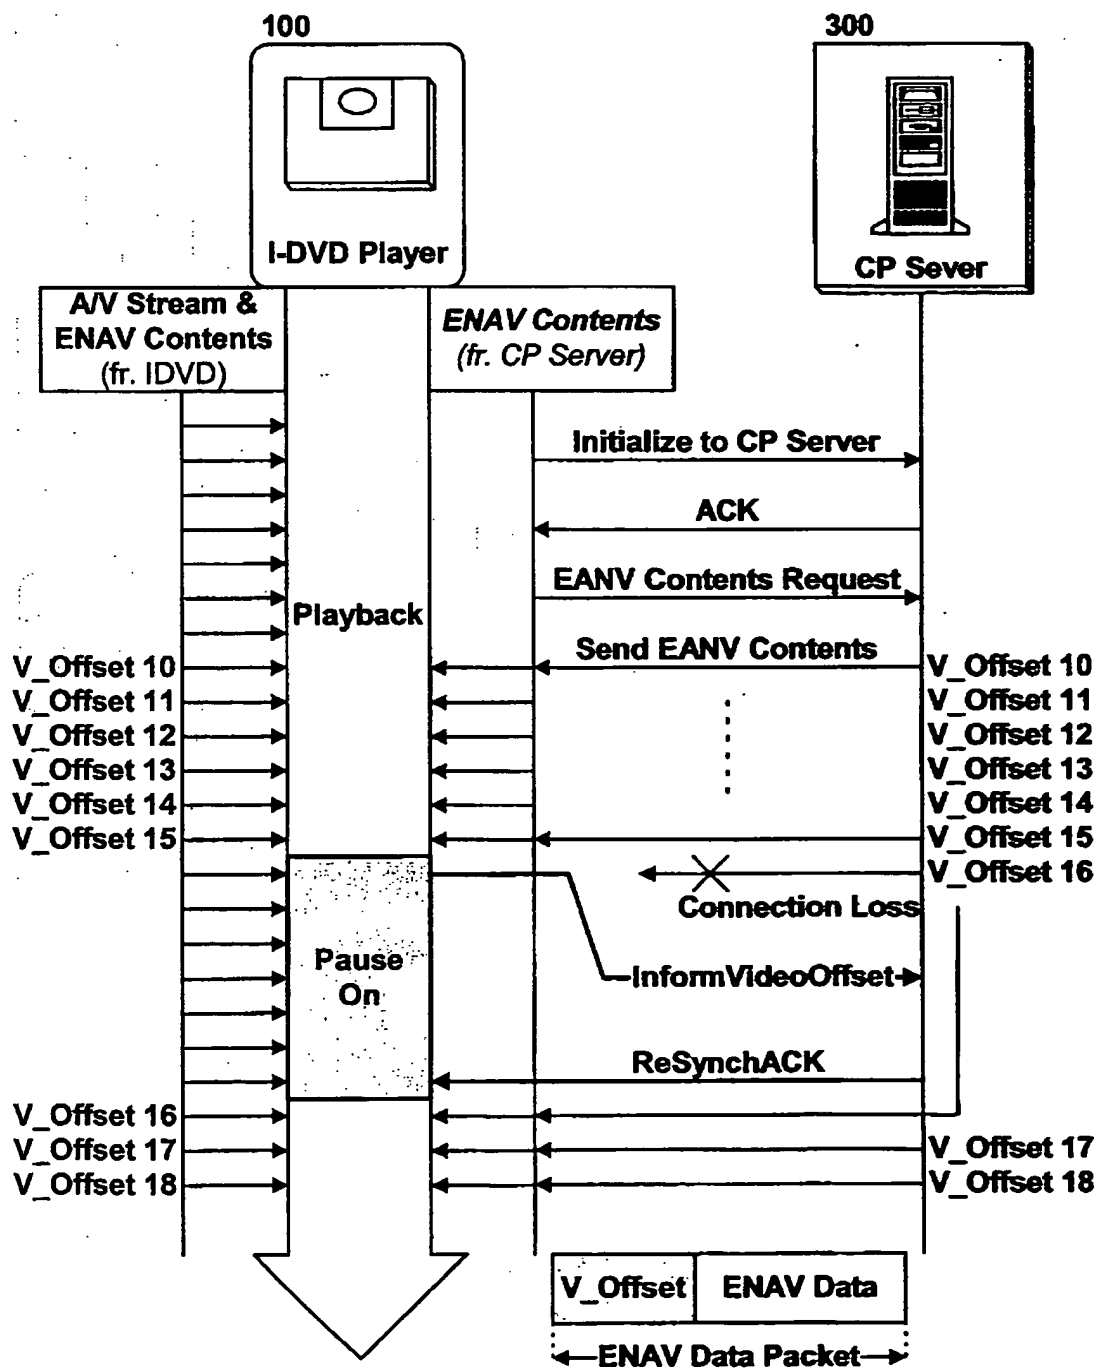 100
300
I-DVD Player
CP Sever
A/V Stream &
ENAV Contents
(fr. IDVD)
ENAV Contents
(fr. CP Server)
Initialize to CP Server
ACK
EANV Contents Request
Playback
Send EANV Contents
V_Offset 10
V_Offset 10
V_Offset 11
V_Offset 11
V_Offset 12
V_Offset 12
V_Offset 13
V_Offset 13
V_Offset 14
V_Offset 14
V_Offset 15
V_Offset 15
V_Offset 16
Connection Loss
Pause
On
InformVideoOffset
ReSynchACK
V_Offset 16
V_Offset 17
V_Offset 17
V_Offset 18
V_Offset 18
V_Offset
ENAV Data
ENAV Data Packet